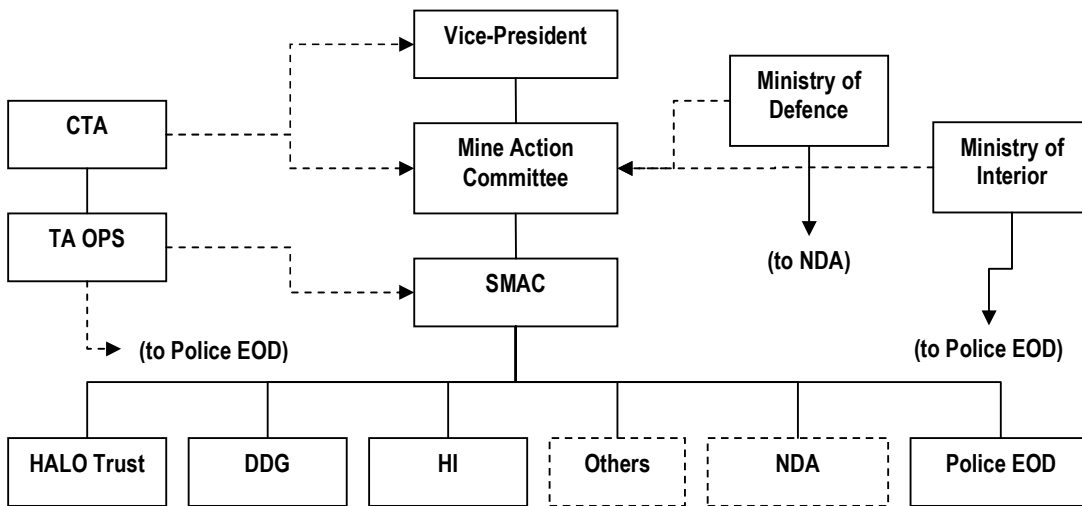 Vice-President
Ministry of
Defence
CTA
Mine Action
Committee
Ministry of
Interior
TA OPS
(to NDA)
SMAC
(to Police EOD)
(to Police EOD)
HALO Trust
DDG
HI
Others
NDA
Police EOD